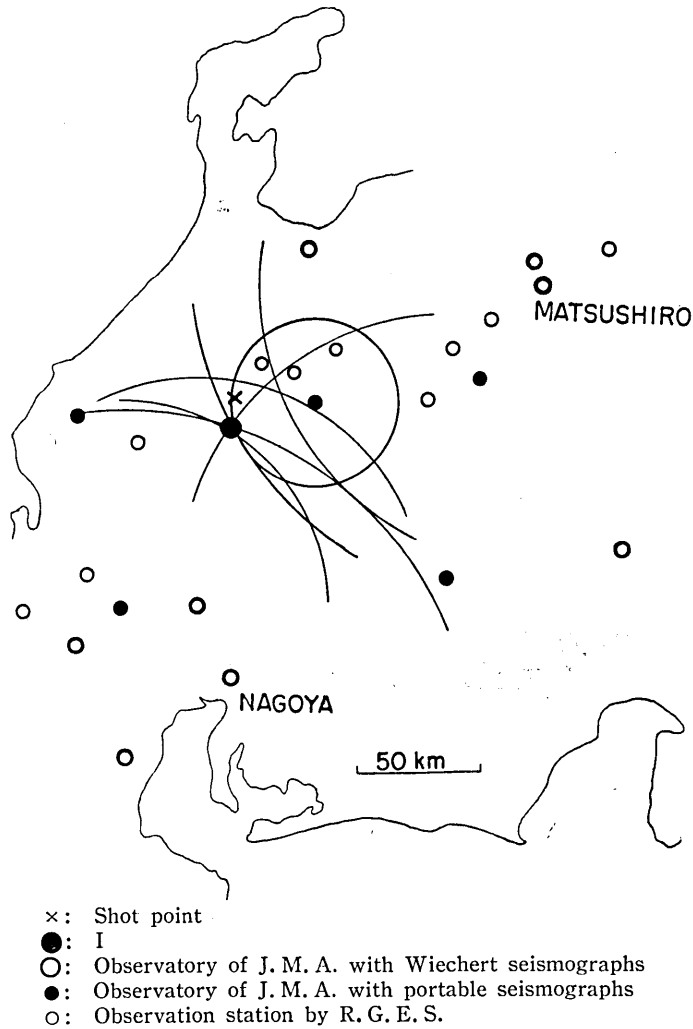 MATSUSHIRO
NAGOYA
50 km
×: Shot point
●: I
○: Observatory of J. M. A. with Wiechert seismographs
●: Observatory of J. M. A. with portable seismographs
○: Observation station by R. G. E. S.